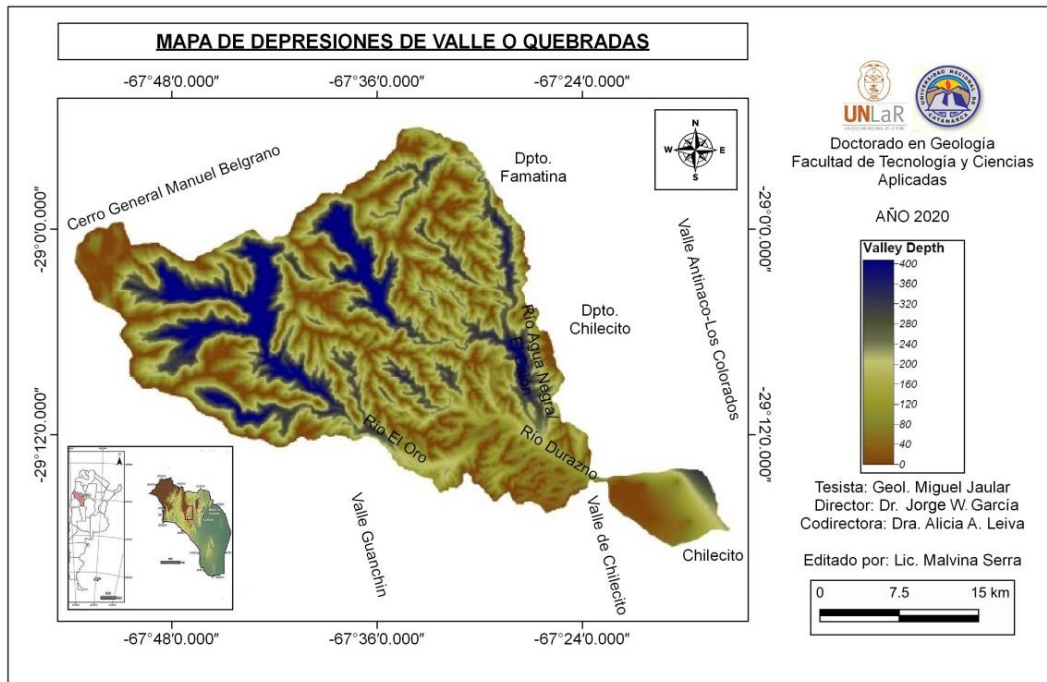 MAPA DE DEPRESIONES DE VALLE O QUEBRADAS
-67°48'0.000"
-67°36'0.000"
-67°24'0.000"
Cerro General Manuel Belgrano
Dpto.
Famatina
N
W
E
S
-29°0'0.000"
-29°0'0.000"
Valle Antinaco-Los Colorados
Dpto.
Chilecito
Río Agua Negra/
-29°12'0.000"
-29°12'0.000"
Río El Oro
Río Durazno
Valle Guanchin
Valle de Chilecito
Chilecito
-67°48'0.000"
-67°36'0.000"
-67°24'0.000"
UNLaR
UNIVERSIDAD NACIONAL DE
CATAMARCA
Doctorado en Geología
Facultad de Tecnología y Ciencias
Aplicadas
AÑO 2020
Valley Depth
400
360
320
280
240
200
160
120
80
40
0
Tesista: Geol. Miguel Jaular
Director: Dr. Jorge W. García
Codirectora: Dra. Alicia A. Leiva
Editado por: Lic. Malvina Serra
0
7.5
15 km